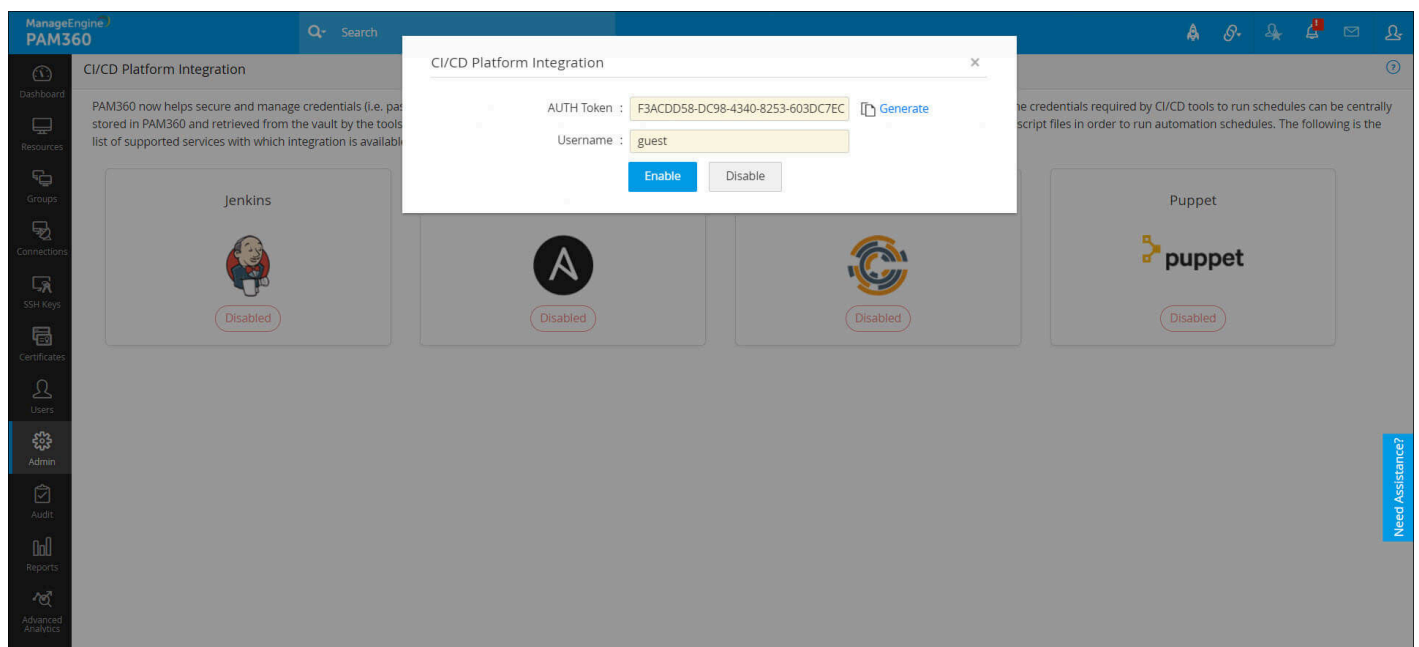 ManageEngine
PAM360
Search
CI/CD Platform Integration
Dashboard
Resources
Groups
Connections
SSH Keys
Certificates
Users
Admin
Audit
Reports
Advanced
Analytics
PAM360 now helps secure and manage credentials (i.e. pas
ne credentials required by CI/CD tools to run schedules can be centrally
stored in PAM360 and retrieved from the vault by the tools
script files in order to run automation schedules. The following is the
list of supported services with which integration is availabl
CI/CD Platform Integration
AUTH Token : F3ACDD58-DC98-4340-8253-603DC7EC Generate
Username : guest
Enable Disable
Jenkins
Disabled
A
Disabled
Disabled
Puppet
puppet
Disabled
Need Assistance?